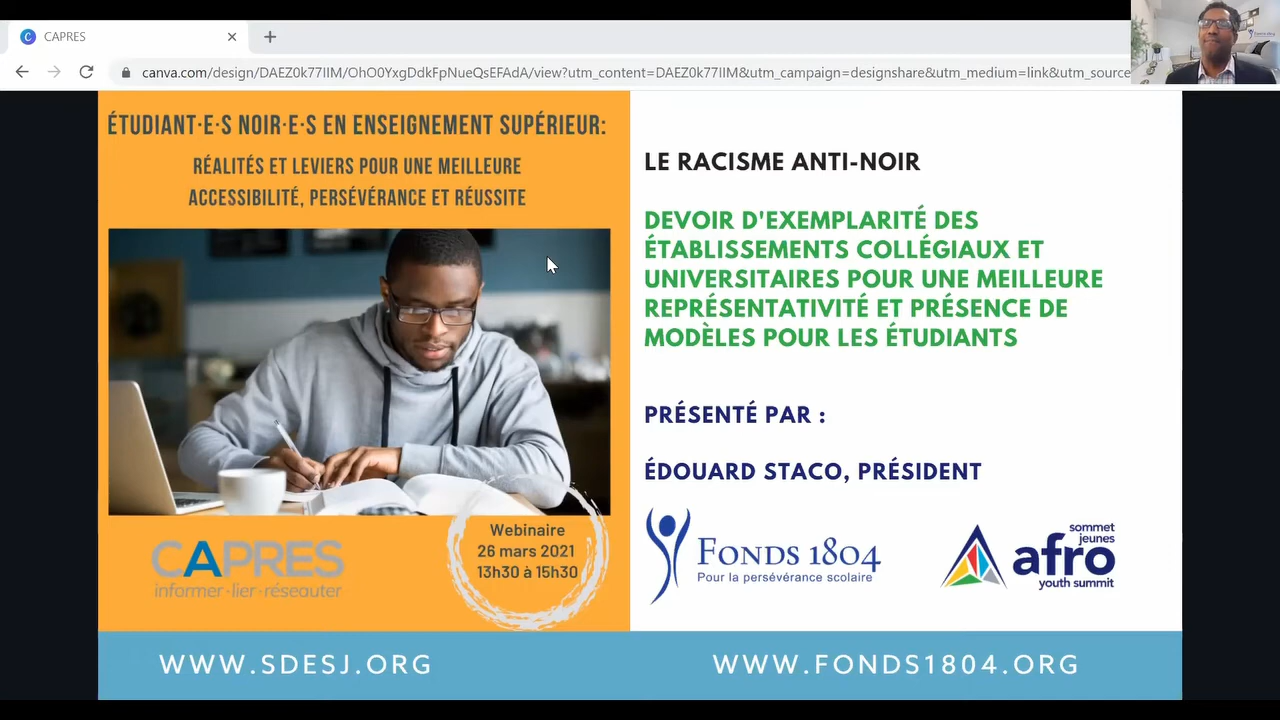 CAPRES
canva.com/design/DAEZ0k77IIM/OhO0YxgDdkFpNueQsEFAdA/view?utm_content=DAEZ0k77IIM&utm_campaign=designshare&utm_medium=link&utm_source
ÉTUDIANT·E·S NOIR·E·S EN ENSEIGNEMENT SUPÉRIEUR:
RÉALITÉS ET LEVIERS POUR UNE MEILLEURE
ACCESSIBILITÉ, PERSÉVÉRANCE ET RÉUSSITE
Webinaire
26 mars 2021
13h30 à 15h30
CAPRES
informer·lier·réseauter
LE RACISME ANTI-NOIR
DEVOIR D'EXEMPLARITÉ DES
ÉTABLISSEMENTS COLLÉGIAUX ET
UNIVERSITAIRES POUR UNE MEILLEURE
REPRÉSENTATIVITÉ ET PRÉSENCE DE
MODÈLES POUR LES ÉTUDIANTS
PRÉSENTÉ PAR :
ÉDOUARD STACO, PRÉSIDENT
FONDS 1804
Pour la persévérance scolaire
sommet
jeunes
afro
youth summit
WWW.SDESJ.ORG
WWW.FONDS1804.ORG